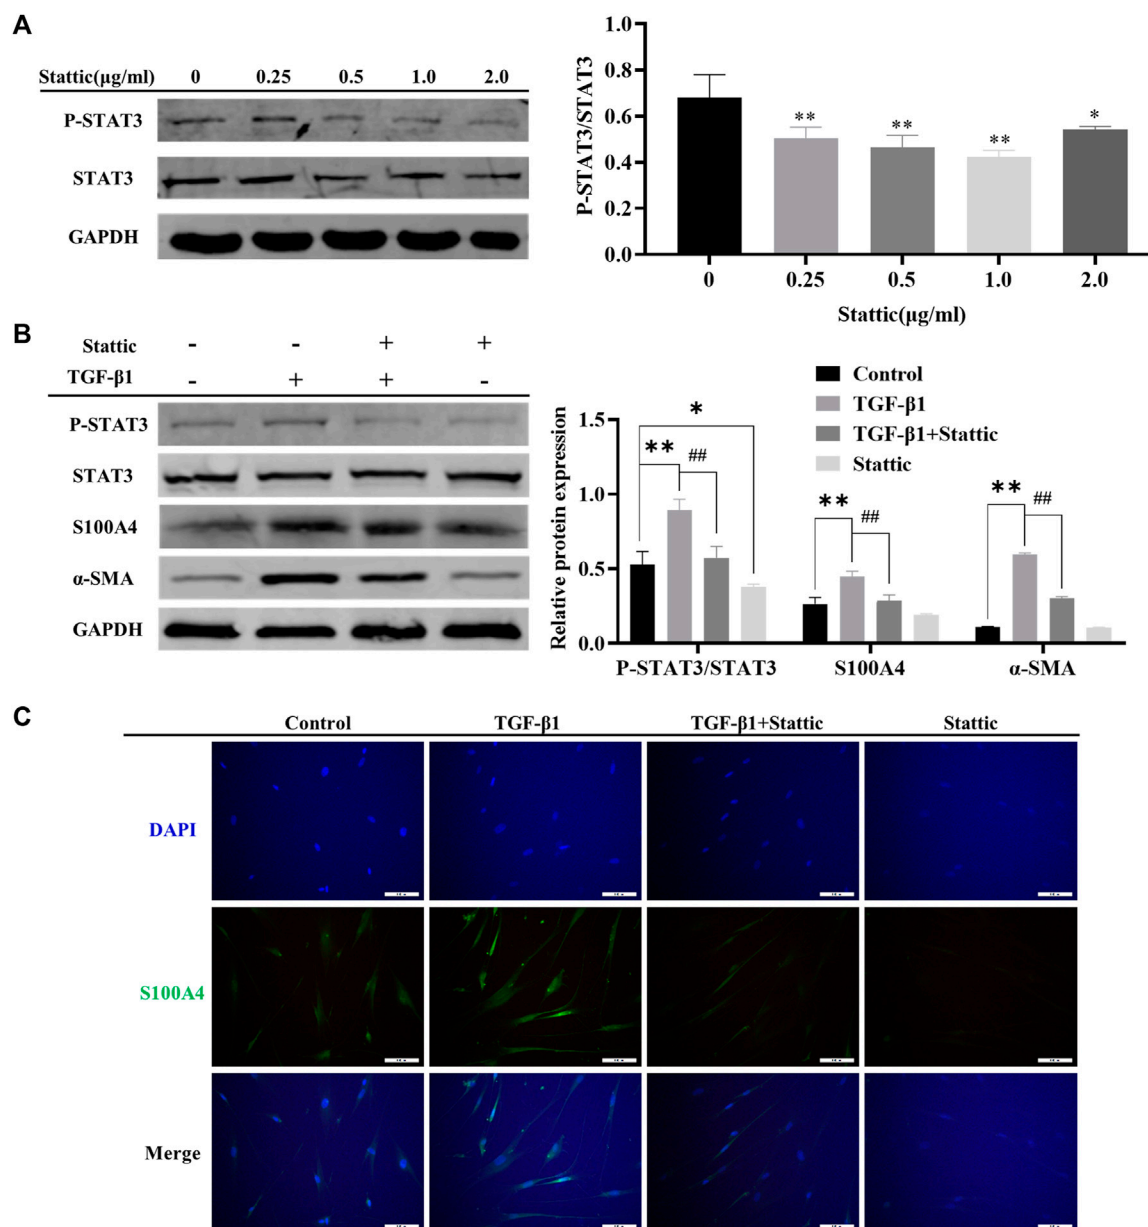 A
Stattic(μg/ml) 0 0.25 0.5 1.0 2.0
P-STAT3
STAT3
GAPDH
P-STAT3/STAT3
1.0
0.8
0.6
0.4
0.2
0.0
** ** ** *
0 0.25 0.5 1.0 2.0
Stattic(μg/ml)
B
Stattic - - + +
TGF-β1 - + + -
P-STAT3
STAT3
S100A4
α-SMA
GAPDH
Control
TGF-β1
TGF-β1+Stattic
Stattic
Relative protein expression
1.5
1.0
0.5
0.0
*
** ##
** ##
** ##
P-STAT3/STAT3 S100A4 α-SMA
C
Control TGF-β1 TGF-β1+Stattic Stattic
DAPI
S100A4
Merge